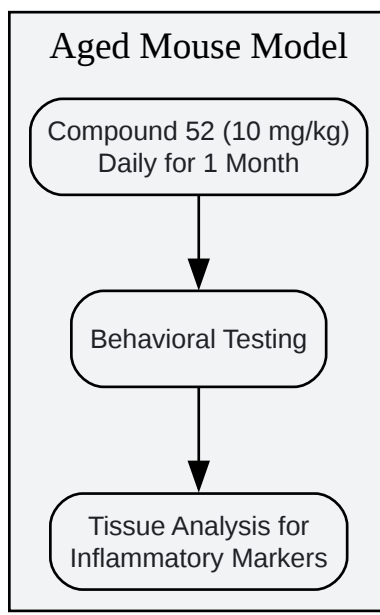 Aged Mouse Model
Compound 52 (10 mg/kg)
Daily for 1 Month
Behavioral Testing
Tissue Analysis for
Inflammatory Markers